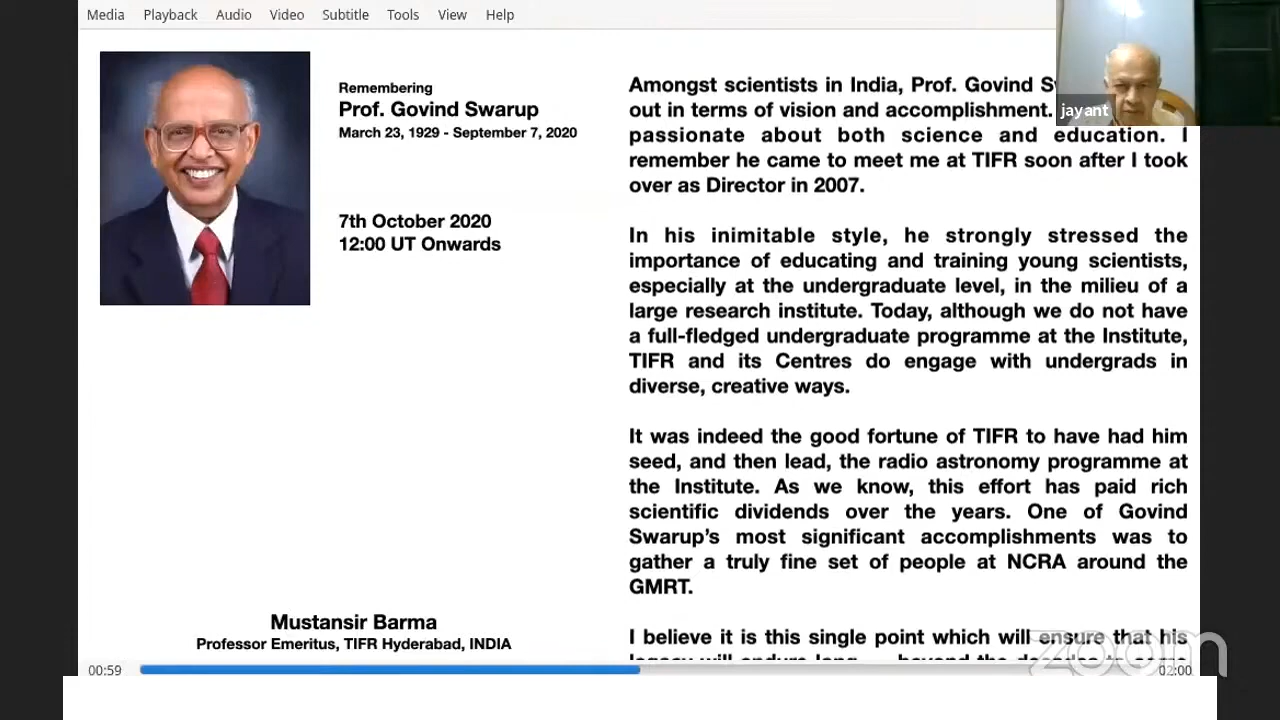 Media Playback Audio Video Subtitle Tools View Help
jayant
Remembering
Prof. Govind Swarup
March 23, 1929 - September 7, 2020
7th October 2020
12:00 UT Onwards
Mustansir Barma
Professor Emeritus, TIFR Hyderabad, INDIA
Amongst scientists in India, Prof. Govind
out in terms of vision and accomplishment.
passionate about both science and education. I
remember he came to meet me at TIFR soon after I took
over as Director in 2007.
In his inimitable style, he strongly stressed the
importance of educating and training young scientists,
especially at the undergraduate level, in the milieu of a
large research institute. Today, although we do not have
a full-fledged undergraduate programme at the Institute,
TIFR and its Centres do engage with undergrads in
diverse, creative ways.
It was indeed the good fortune of TIFR to have had him
seed, and then lead, the radio astronomy programme at
the Institute. As we know, this effort has paid rich
scientific dividends over the years. One of Govind
Swarup's most significant accomplishments was to
gather a truly fine set of people at NCRA around the
GMRT.
I believe it is this single point which will ensure that his
zoom
00:59 02:00